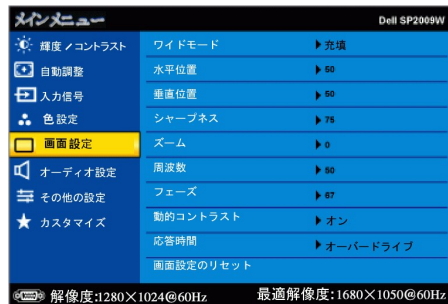 メインメニュー Dell SP2009W
輝度／コントラスト ワイドモード 充填
自動調整 水平位置 50
入力信号 垂直位置 50
色設定 シャープネス 75
画面設定 ズーム 0
オーディオ設定 周波数 50
その他の設定 フェーズ 67
カスタマイズ 動的コントラスト オン
応答時間 オーバードライブ
画面設定のリセット
解像度:1280×1024@60Hz 最適解像度:1680×1050@60Hz